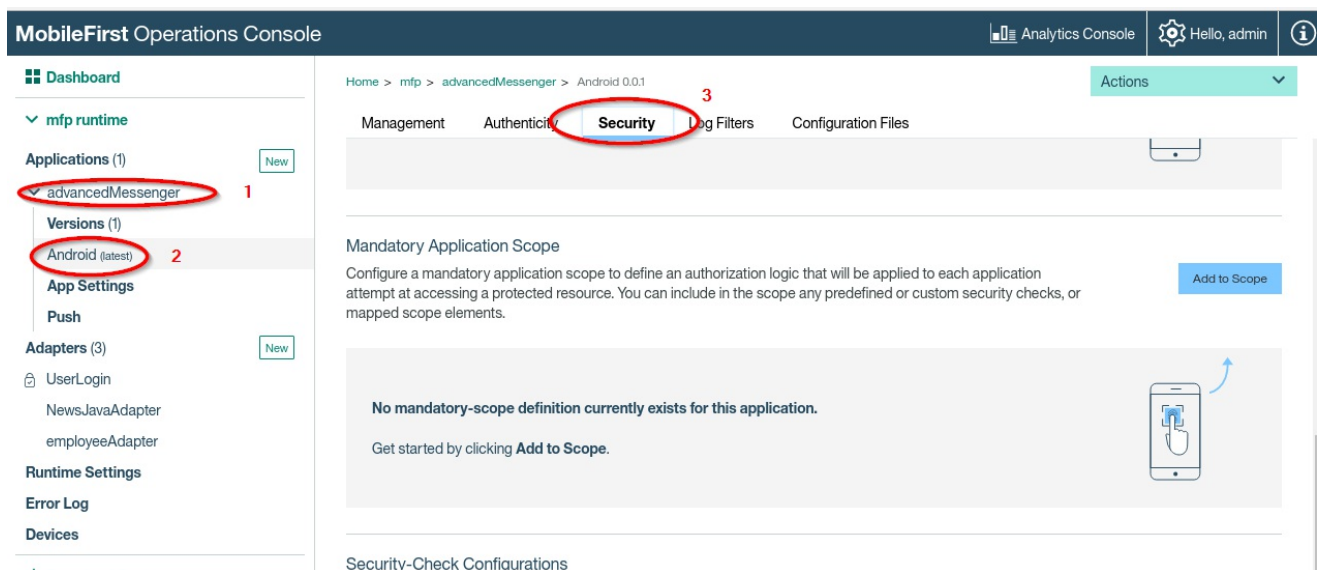 MobileFirst Operations Console
Analytics Console
Hello, admin
Dashboard
mfp runtime
Applications (1)
New
advancedMessenger
1
Versions (1)
Android (latest)
2
App Settings
Push
Adapters (3)
New
UserLogin
NewsJavaAdapter
employeeAdapter
Runtime Settings
Error Log
Devices
Home > mfp > advancedMessenger > Android 0.0.1
Actions
3
Management Authenticity Security Log Filters Configuration Files
Mandatory Application Scope
Configure a mandatory application scope to define an authorization logic that will be applied to each application
attempt at accessing a protected resource. You can include in the scope any predefined or custom security checks, or
mapped scope elements.
Add to Scope
No mandatory-scope definition currently exists for this application.
Get started by clicking Add to Scope.
Security-Check Configurations